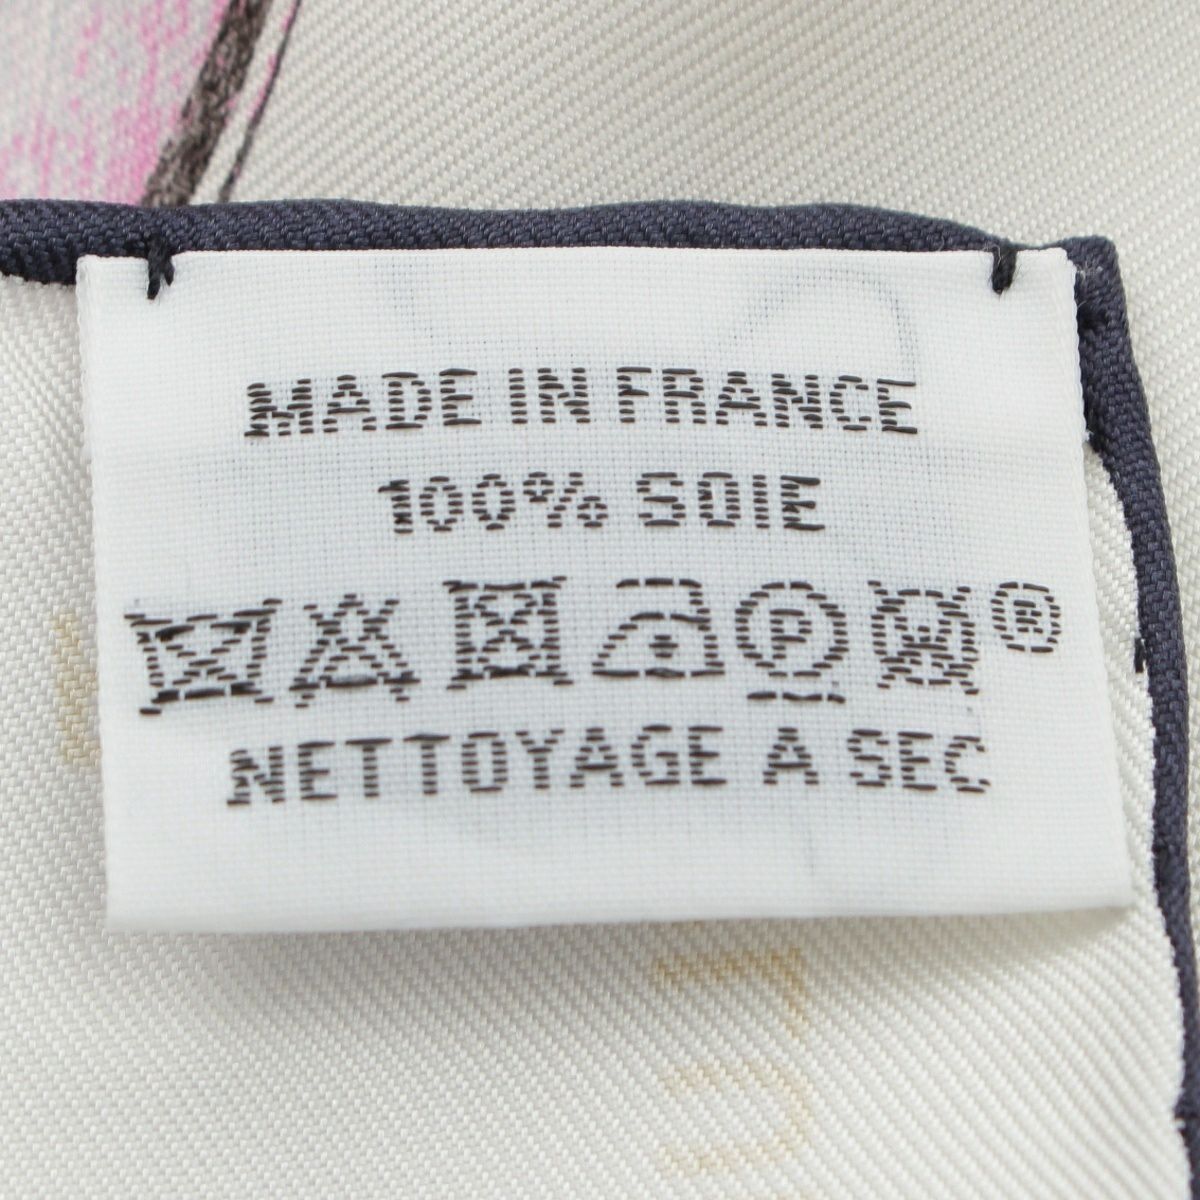 MADE IN FRANCE
100% SOIE
P ®
NETTOYAGE A SEC